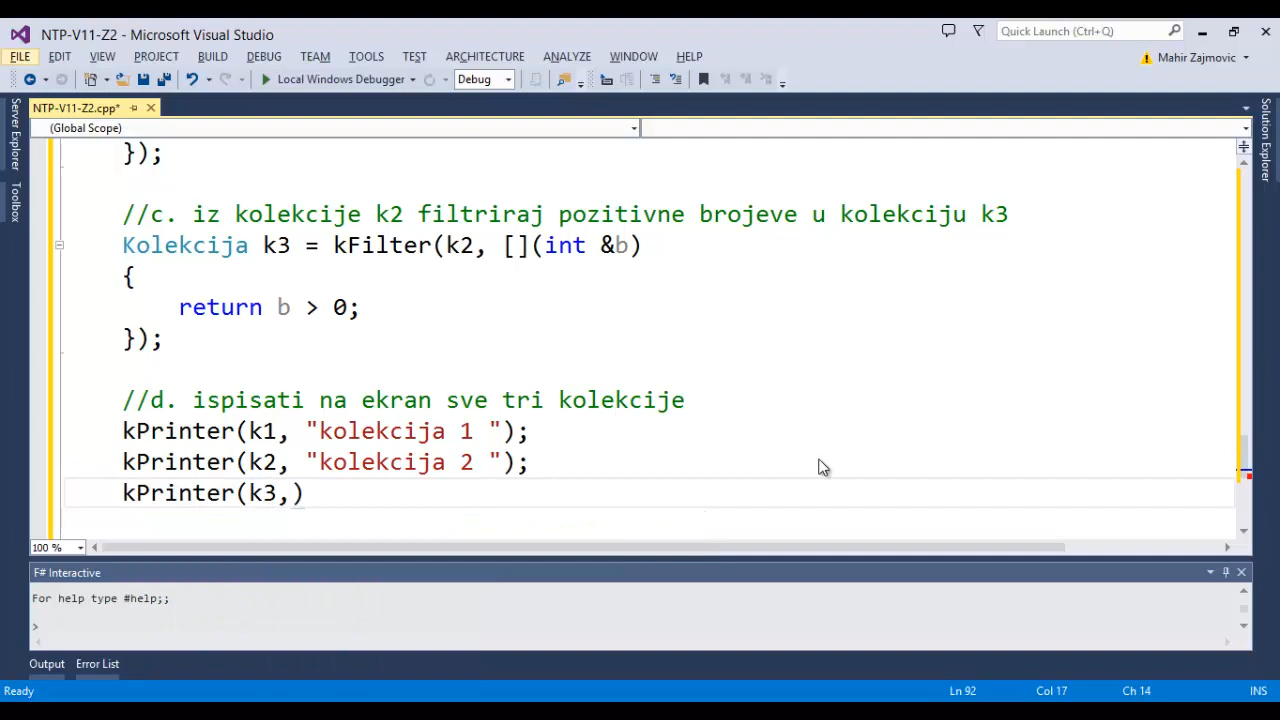 NTP-V11-Z2 - Microsoft Visual Studio
Quick Launch (Ctrl+Q)
FILE EDIT VIEW PROJECT BUILD DEBUG TEAM TOOLS TEST ARCHITECTURE ANALYZE WINDOW HELP
Mahir Zajmovic
Local Windows Debugger Debug
NTP-V11-Z2.cpp*
(Global Scope)
Server Explorer
Toolbox
Solution Explorer
});
//c. iz kolekcije k2 filtriraj pozitivne brojeve u kolekciju k3
Kolekcija k3 = kFilter(k2, [](int &b)
{
return b > 0;
});
//d. ispisati na ekran sve tri kolekcije
kPrinter(k1, "kolekcija 1 ");
kPrinter(k2, "kolekcija 2 ");
kPrinter(k3,)
100 %
F# Interactive
For help type #help;;
>
Output Error List
Ready Ln 92 Col 17 Ch 14 INS